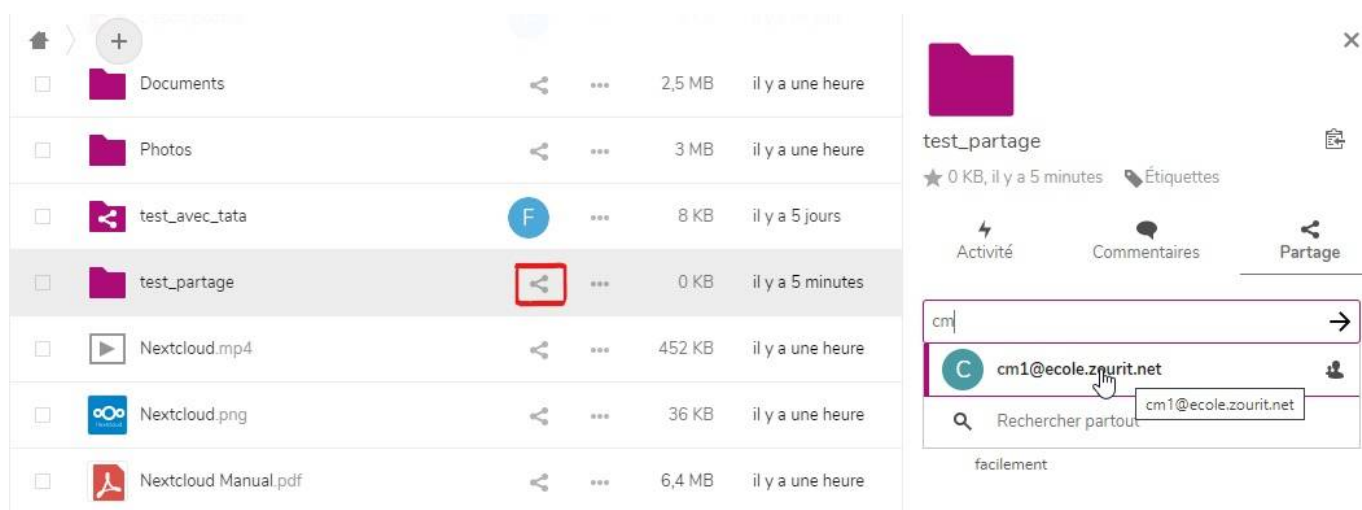 +
Documents ••• 2,5 MB il y a une heure
Photos ••• 3 MB il y a une heure
test_avec_tata F ••• 8 KB il y a 5 jours
test_partage ••• 0 KB il y a 5 minutes
Nextcloud.mp4 ••• 452 KB il y a une heure
Nextcloud.png ••• 36 KB il y a une heure
Nextcloud Manual.pdf ••• 6,4 MB il y a une heure
test_partage
0 KB, il y a 5 minutes Étiquettes
Activité Commentaires Partage
cm
C cm1@ecole.zourit.net
cm1@ecole.zourit.net
Rechercher partout
facilement